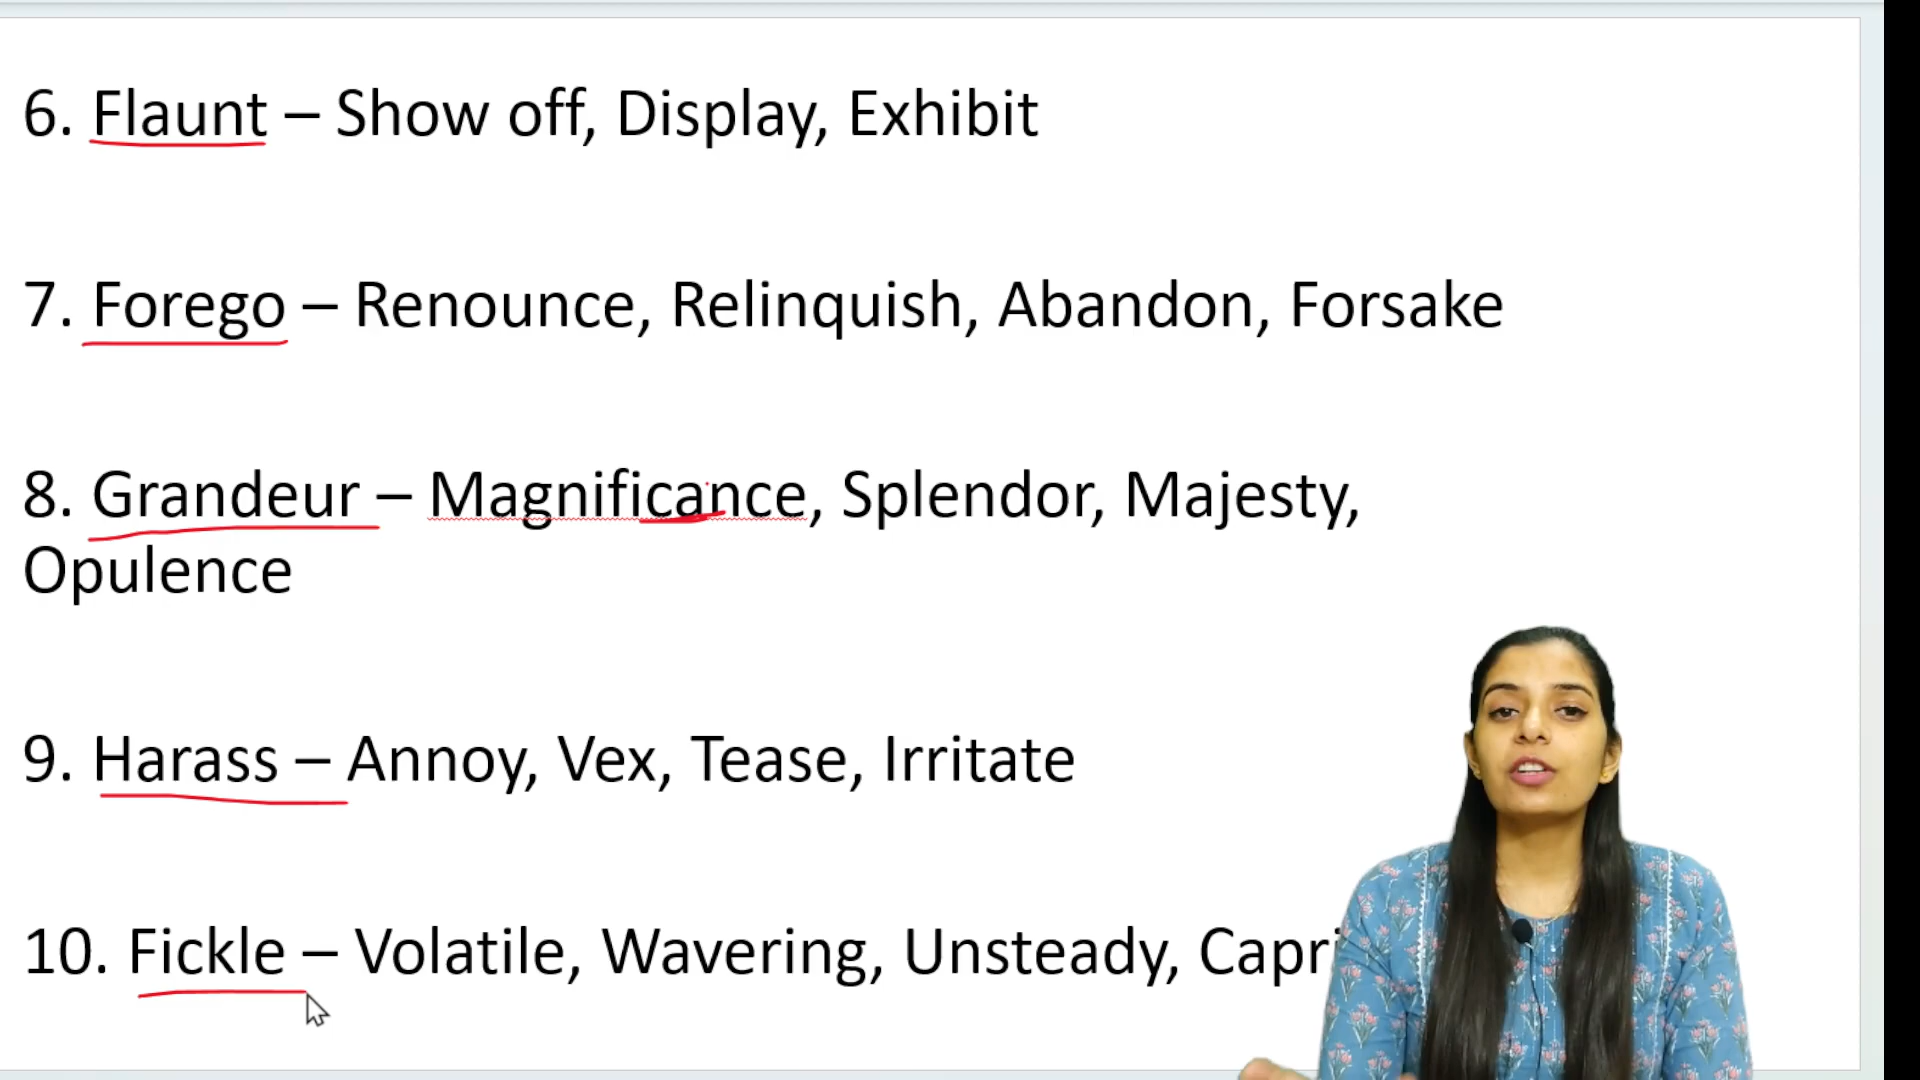 6. Flaunt – Show off, Display, Exhibit
7. Forego – Renounce, Relinquish, Abandon, Forsake
8. Grandeur – Magnificance, Splendor, Majesty,
Opulence
9. Harass – Annoy, Vex, Tease, Irritate
10. Fickle – Volatile, Wavering, Unsteady,